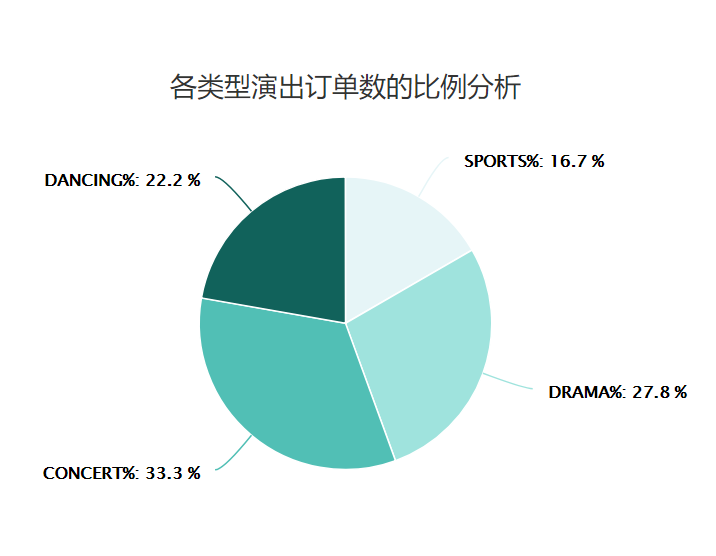 各类型演出订单数的比例分析
SPORTS%: 16.7 %
DANCING%: 22.2 %
DRAMA%: 27.8 %
CONCERT%: 33.3 %